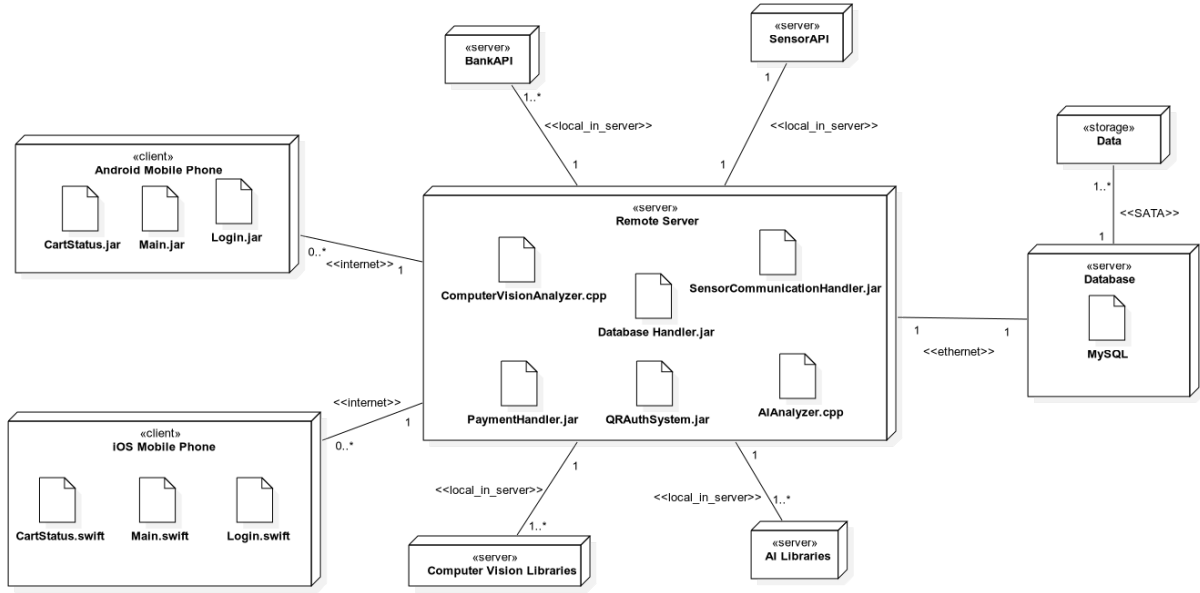 «server»
BankAPI
1..*
<<local_in_server>>
1
«server»
SensorAPI
1
<<local_in_server>>
1
«storage»
Data
1..*
<<SATA>>
1
«client»
Android Mobile Phone
CartStatus.jar
Main.jar
Login.jar
0..*
<<internet>>
1
«server»
Remote Server
ComputerVisionAnalyzer.cpp
SensorCommunicationHandler.jar
Database Handler.jar
PaymentHandler.jar
QRAuthSystem.jar
AIAnalyzer.cpp
«server»
Database
MySQL
1
1
<<ethernet>>
<<internet>>
1
0..*
«client»
iOS Mobile Phone
CartStatus.swift
Main.swift
Login.swift
1
<<local_in_server>>
1..*
«server»
Computer Vision Libraries
1
<<local_in_server>>
1..*
«server»
AI Libraries